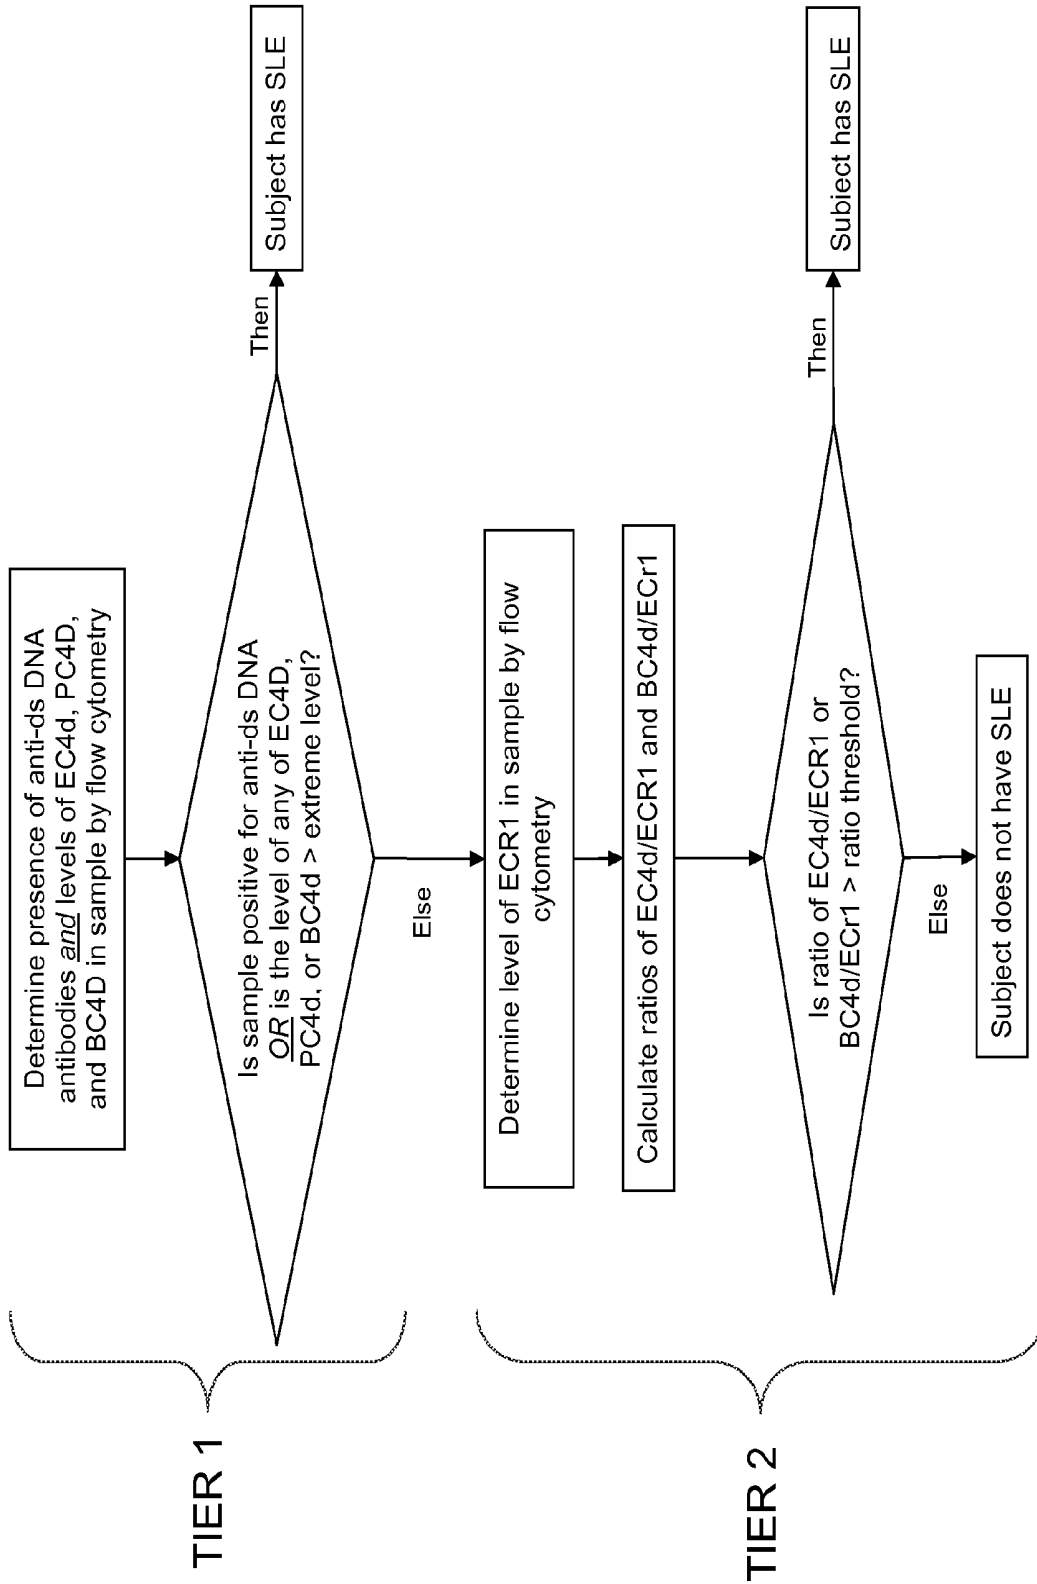 TIER 1
Determine presence of anti-ds DNA
antibodies and levels of EC4d, PC4D,
and BC4D in sample by flow cytometry
Is sample positive for anti-ds DNA
OR is the level of any of EC4D,
PC4d, or BC4d > extreme level?
Then
Subject has SLE
Else
TIER 2
Determine level of ECR1 in sample by flow
cytometry
Calculate ratios of EC4d/ECR1 and BC4d/ECr1
Is ratio of EC4d/ECR1 or
BC4d/ECr1 > ratio threshold?
Then
Subiect has SLE
Else
Subject does not have SLE